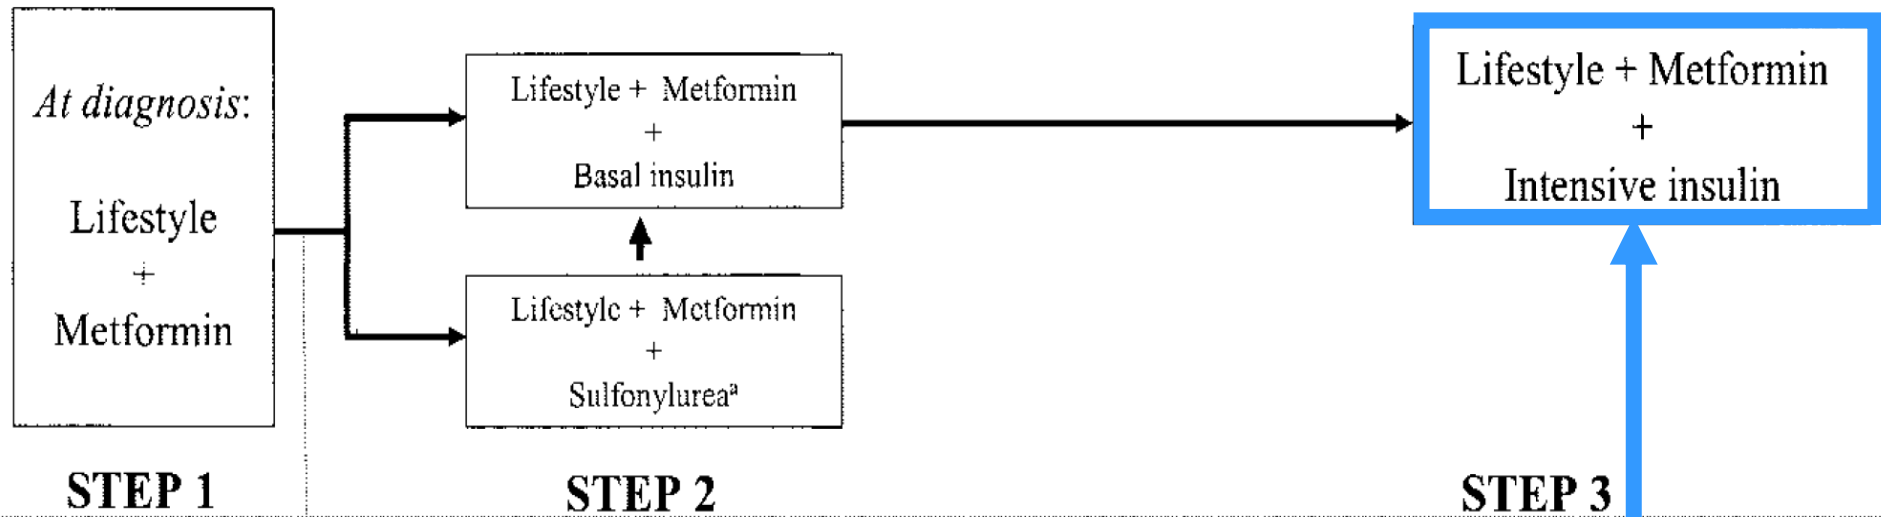 At diagnosis:
Lifestyle
+
Metformin
Lifestyle + Metformin
+
Basal insulin
Lifestyle + Metformin
+
Sulfonylureaª
Lifestyle + Metformin
+
Intensive insulin
STEP 1
STEP 2
STEP 3